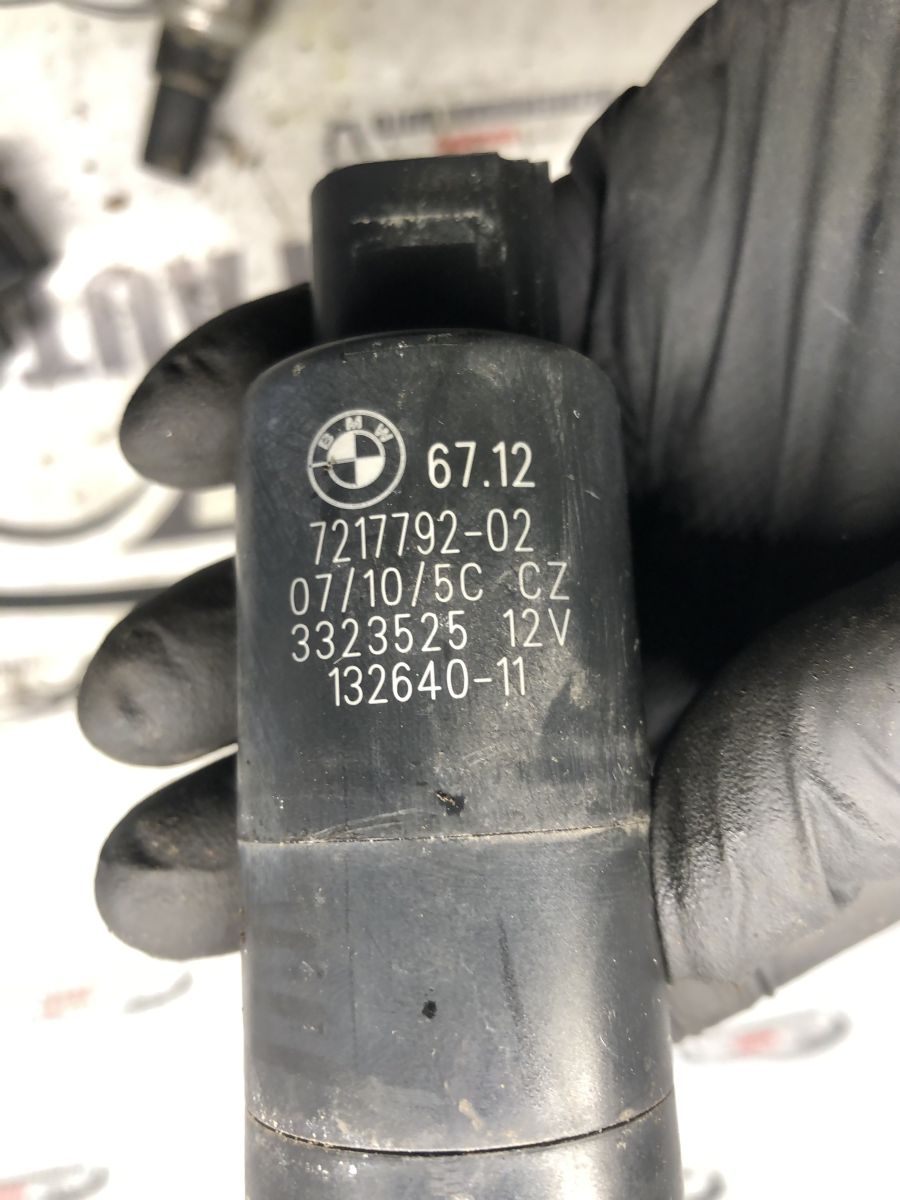 BMW 67.12
7217792-02
07/10/5C CZ
3323525 12V
132640-11